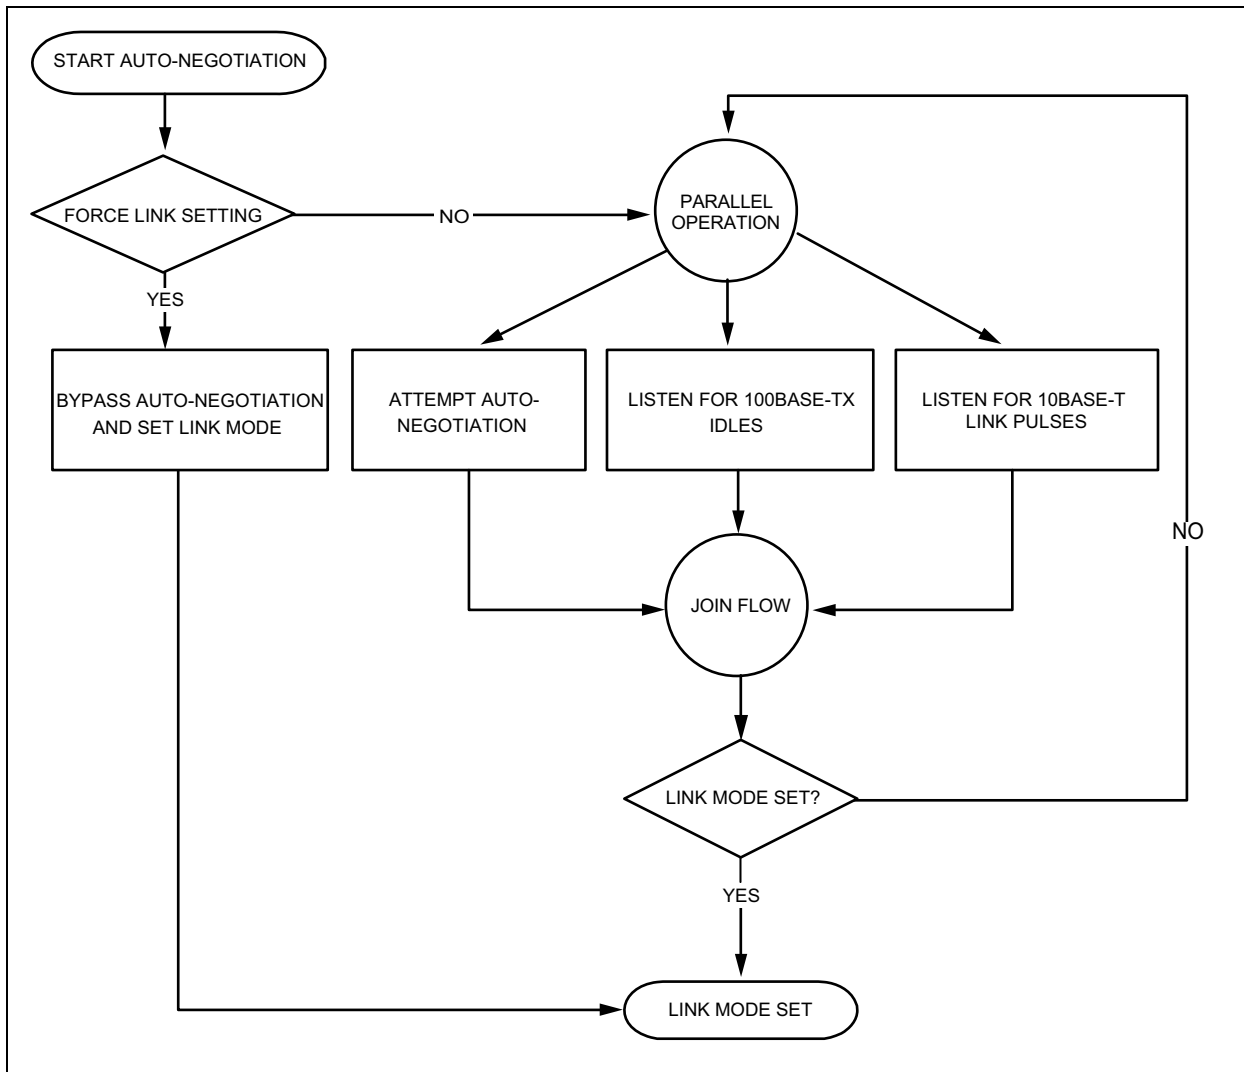 START AUTO-NEGOTIATION
FORCE LINK SETTING
NO
PARALLEL
OPERATION
YES
BYPASS AUTO-NEGOTIATION
AND SET LINK MODE
ATTEMPT AUTO-
NEGOTIATION
LISTEN FOR 100BASE-TX
IDLES
LISTEN FOR 10BASE-T
LINK PULSES
NO
JOIN FLOW
LINK MODE SET?
YES
LINK MODE SET